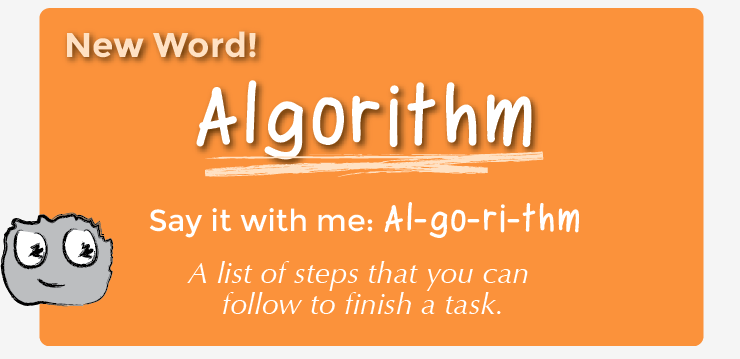 New Word!
Algorithm
Say it with me: Al-go-ri-thm
A list of steps that you can
follow to finish a task.